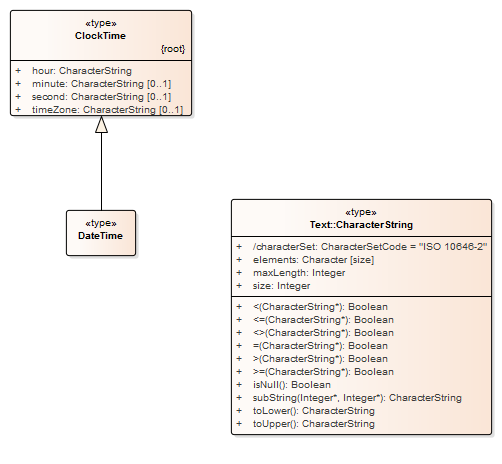 «type»
ClockTime
{root}
+ hour: CharacterString
+ minute: CharacterString [0..1]
+ second: CharacterString [0..1]
+ timeZone: CharacterString [0..1]
«type»
DateTime
«type»
Text::CharacterString
+ /characterSet: CharacterSetCode = "ISO 10646-2"
+ elements: Character [size]
+ maxLength: Integer
+ size: Integer
+ <(CharacterString*): Boolean
+ <=(CharacterString*): Boolean
+ <>(CharacterString*): Boolean
+ =(CharacterString*): Boolean
+ >(CharacterString*): Boolean
+ >=(CharacterString*): Boolean
+ isNull(): Boolean
+ subString(Integer*, Integer*): CharacterString
+ toLower(): CharacterString
+ toUpper(): CharacterString